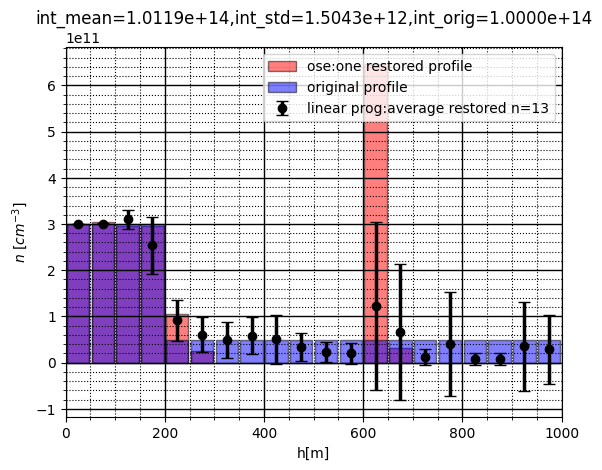 int_mean=1.0119e+14,int_std=1.5043e+12,int_orig=1.0000e+14
1e11
ose:one restored profile
original profile
linear prog:average restored n=13
6
5
4
3
2
1
0
−1
n [cm⁻³]
0 200 400 600 800 1000
h[m]